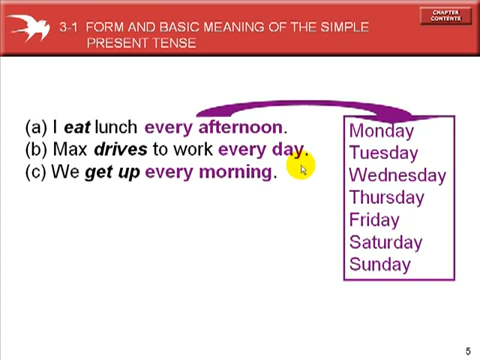 3-1 FORM AND BASIC MEANING OF THE SIMPLE
PRESENT TENSE
CHAPTER
CONTENTS
(a) I eat lunch every afternoon.
(b) Max drives to work every day.
(c) We get up every morning.
Monday
Tuesday
Wednesday
Thursday
Friday
Saturday
Sunday
5